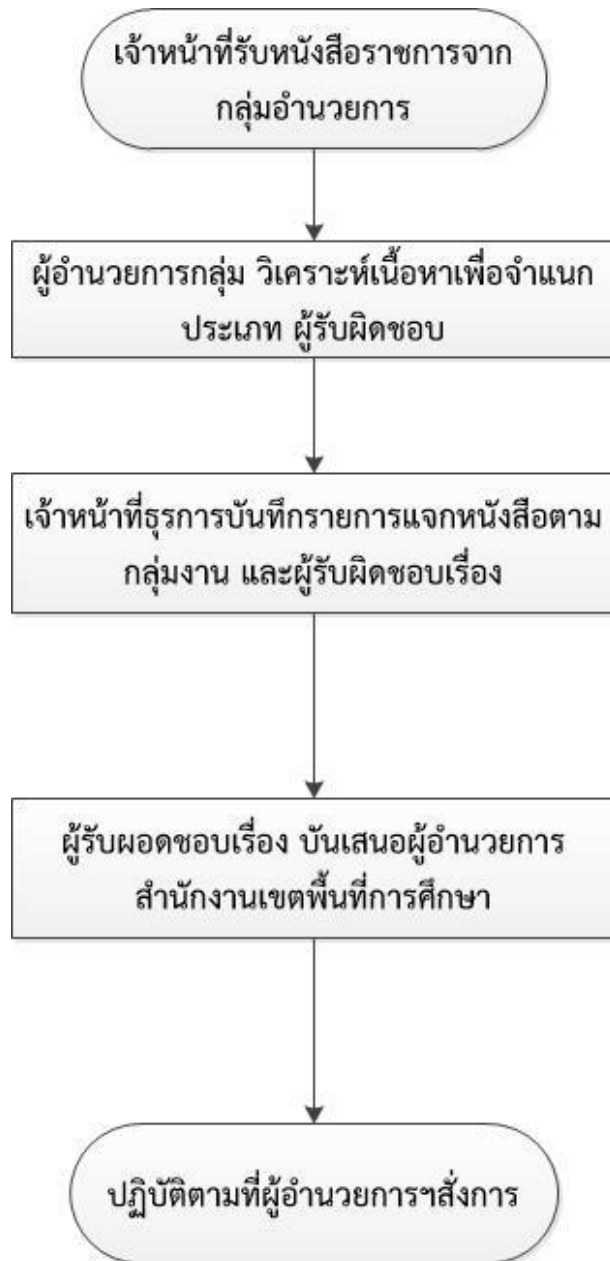 เจ้าหน้าที่รับหนังสือราชการจาก
กลุ่มอำนวยการ
ผู้อำนวยการกลุ่ม วิเคราะห์เนื้อหาเพื่อจำแนก
ประเภท ผู้รับผิดชอบ
เจ้าหน้าที่ธุรการบันทึกรายการแจกหนังสือตาม
กลุ่มงาน และผู้รับผิดชอบเรื่อง
ผู้รับผอดชอบเรื่อง บันเสนอผู้อำนวยการ
สำนักงานเขตพื้นที่การศึกษา
ปฏิบัติตามที่ผู้อำนวยการฯสั่งการ